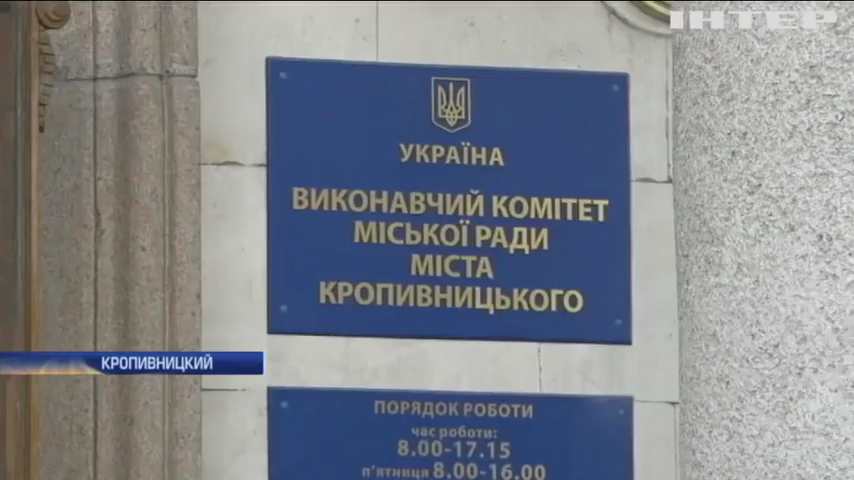 ІНТЕР
УКРАЇНА
ВИКОНАВЧИЙ КОМІТЕТ
МІСЬКОЇ РАДИ
МІСТА
КРОПИВНИЦЬКОГО
КРОПИВНИЦКИЙ
ПОРЯДОК РОБОТИ
час роботи:
8.00-17.15
п'ятниця 8.00-16.00